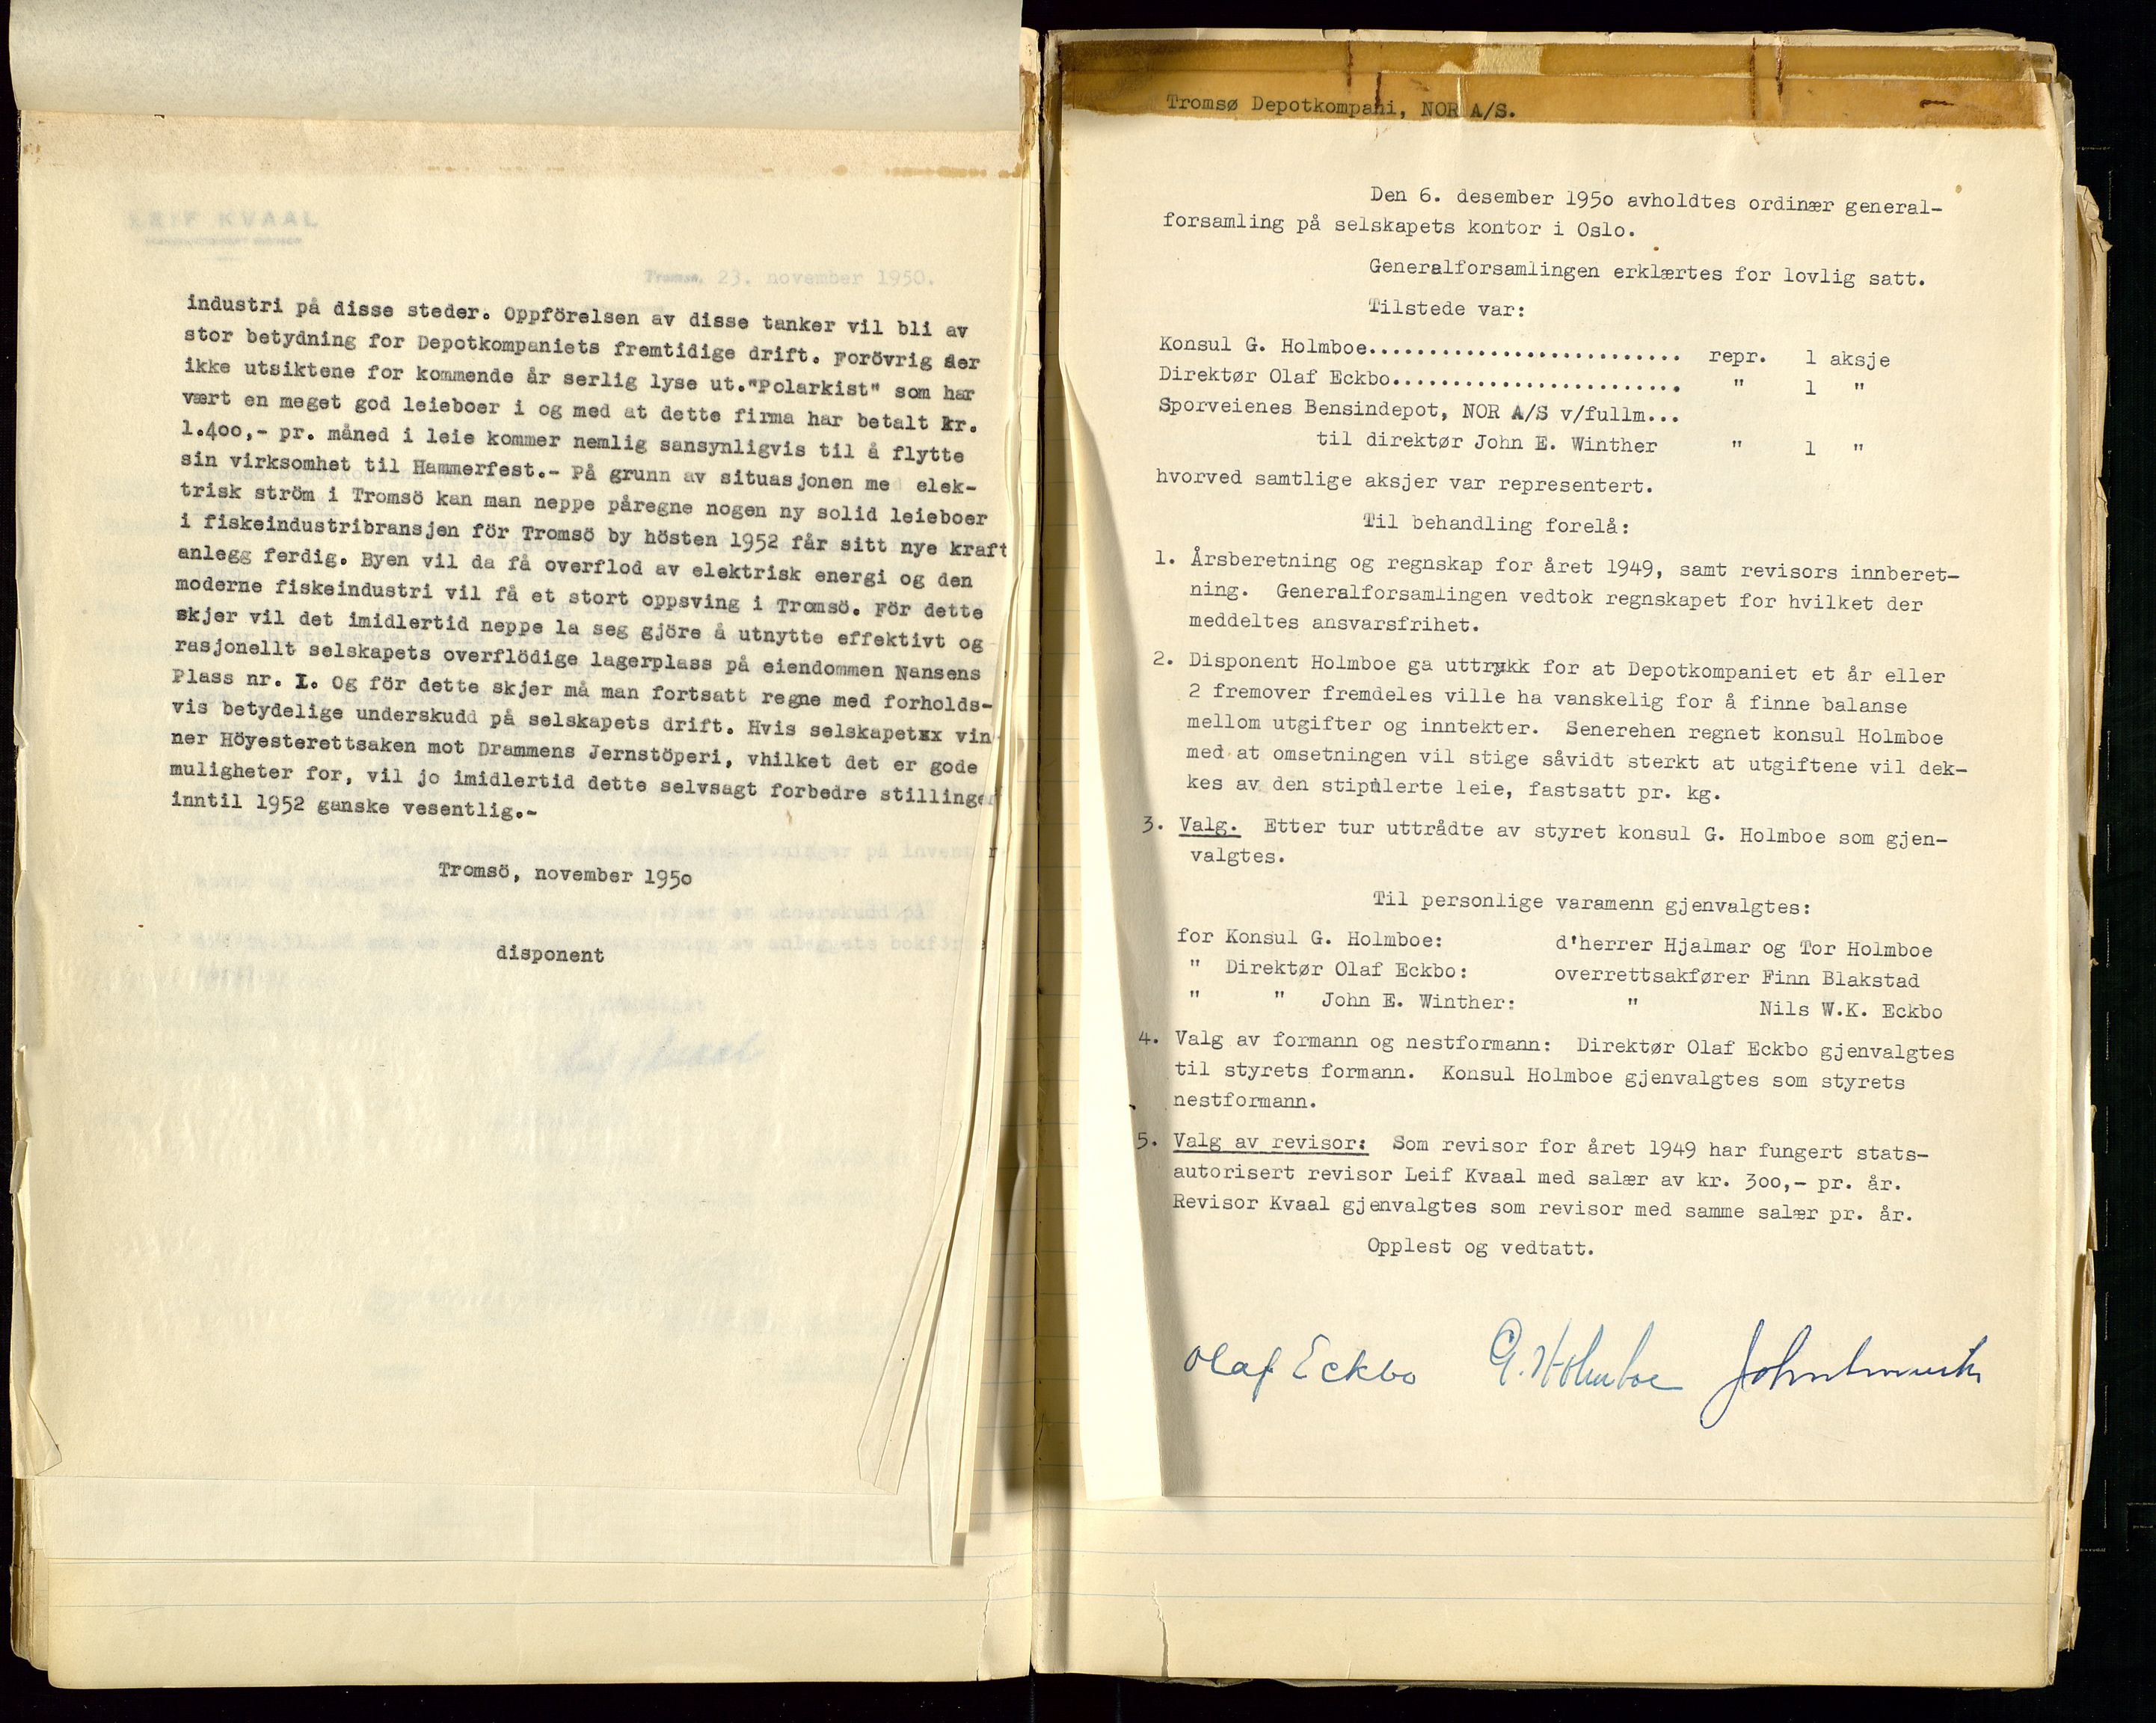 LEIF KVAAL
Tromsø, 23. november 1950.
industri på disse steder. Oppförelsen av disse tanker vil bli av
stor betydning for Depotkompaniets fremtidige drift. Forövrig ser
ikke utsiktene for kommende år serlig lyse ut."Polarkist" som har
vært en meget god leieboer i og med at dette firma har betalt kr.
1.400,- pr. måned i leie kommer nemlig sansynligvis til å flytte
sin virksomhet til Hammerfest.- På grunn av situasjonen me elek-
trisk ström i Tromsö kan man neppe påregne nogen ny solid leieboer
i fiskeindustribransjen för Tromsö by hösten 1952 får sitt nye kraft
anlegg ferdig. Byen vil da få overflod av elektrisk energi og den
moderne fiskeindustri vil få et stort oppsving i Tromsö. För dette
skjer vil det imidlertid neppe la seg gjöre å utnytte effektivt og
rasjonellt selskapets overflödige lagerplass på eiendommen Nansens
Plass nr. I. Og för dette skjer må man fortsatt regne med forholds-
vis betydelige underskudd på selskapets drift. Hvis selskapetxx vin
ner Höyesterettsaken mot Drammens Jernstöperi, vhilket det er gode
muligheter for, vil jo imidlertid dette selvsagt forbedre stillingen
inntil 1952 ganske vesentlig.-
Tromsö, november 1950
disponent
Tromsø Depotkompani, NOR A/S.
Den 6. desember 1950 avholdtes ordinær general-
forsamling på selskapets kontor i Oslo.
Generalforsamlingen erklærtes for lovlig satt.
Tilstede var:
Konsul G. Holmboe.......................... repr. 1 aksje
Direktør Olaf Eckbo........................ " 1 "
Sporveienes Bensindepot, NOR A/S v/fullm...
til direktør John E. Winther " 1 "
hvorved samtlige aksjer var representert.
Til behandling forelå:
1. Årsberetning og regnskap for året 1949, samt revisors innberet-
ning. Generalforsamlingen vedtok regnskapet for hvilket der
meddeltes ansvarsfrihet.
2. Disponent Holmboe ga uttrykk for at Depotkompaniet et år eller
2 fremover fremdeles ville ha vanskelig for å finne balanse
mellom utgifter og inntekter. Senerehen regnet konsul Holmboe
med at omsetningen vil stige såvidt sterkt at utgiftene vil dek-
kes av den stipulerte leie, fastsatt pr. kg.
3. Valg. Etter tur uttrådte av styret konsul G. Holmboe som gjen-
valgtes.
Til personlige varamenn gjenvalgtes:
for Konsul G. Holmboe: d'herrer Hjalmar og Tor Holmboe
" Direktør Olaf Eckbo: overrettsakfører Finn Blakstad
" " John E. Winther: " Nils W.K. Eckbo
4. Valg av formann og nestformann: Direktør Olaf Eckbo gjenvalgtes
til styrets formann. Konsul Holmboe gjenvalgtes som styrets
nestformann.
5. Valg av revisor: Som revisor for året 1949 har fungert stats-
autorisert revisor Leif Kvaal med salær av kr. 300,- pr. år.
Revisor Kvaal gjenvalgtes som revisor med samme salær pr. år.
Opplest og vedtatt.
Olaf Eckbo G. Holmboe